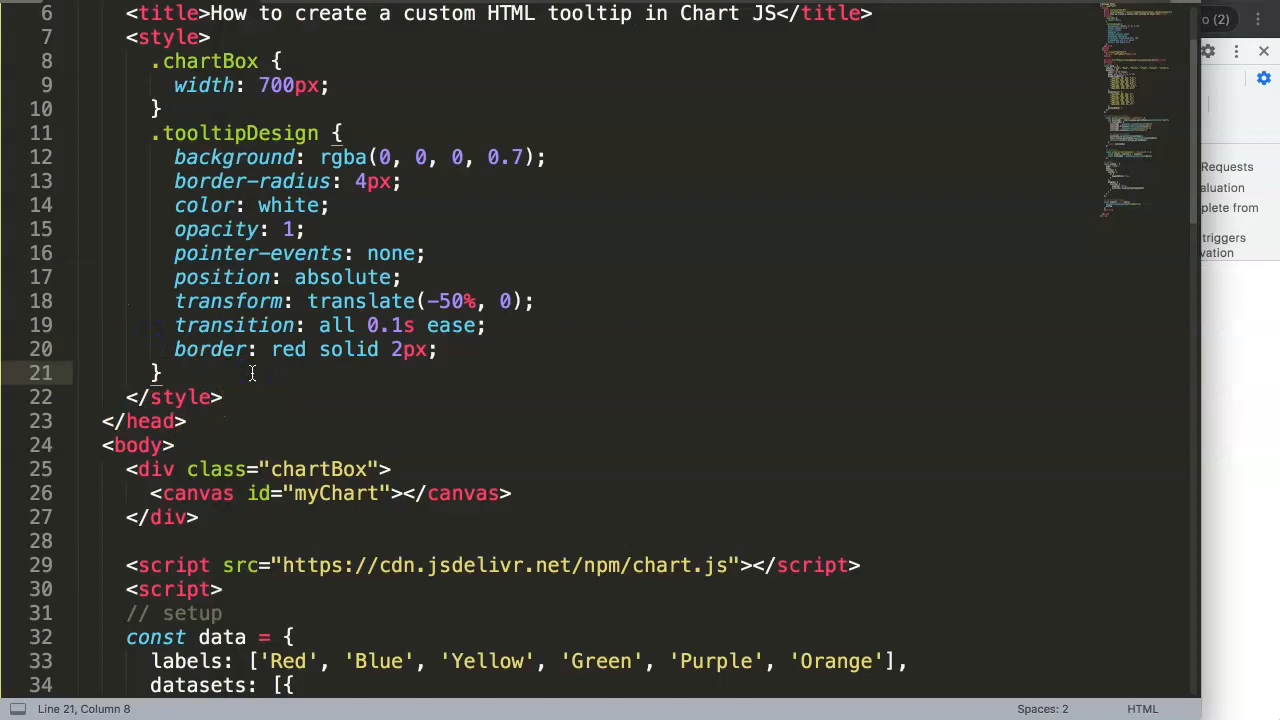 6 <title>How to create a custom HTML tooltip in Chart JS</title>
7 <style>
8 .chartBox {
9 width: 700px;
10 }
11 .tooltipDesign {
12 background: rgba(0, 0, 0, 0.7);
13 border-radius: 4px;
14 color: white;
15 opacity: 1;
16 pointer-events: none;
17 position: absolute;
18 transform: translate(-50%, 0);
19 transition: all 0.1s ease;
20 border: red solid 2px;
21 }
22 </style>
23 </head>
24 <body>
25 <div class="chartBox">
26 <canvas id="myChart"></canvas>
27 </div>
28
29 <script src="https://cdn.jsdelivr.net/npm/chart.js"></script>
30 <script>
31 // setup
32 const data = {
33 labels: ['Red', 'Blue', 'Yellow', 'Green', 'Purple', 'Orange'],
34 datasets: [{
Line 21, Column 8
Spaces: 2
HTML
o (2)
Requests
aluation
plete from
triggers
vation